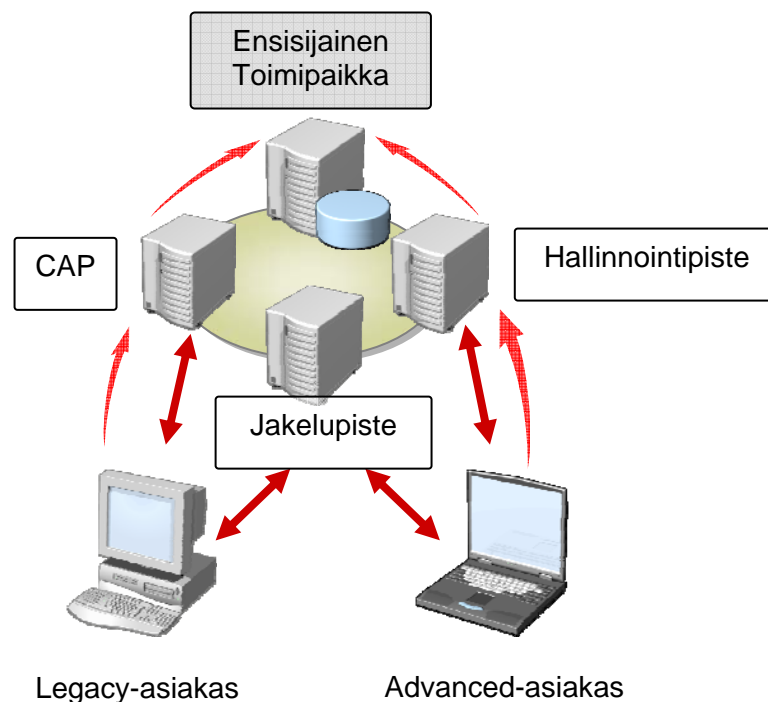 Ensisijainen
Toimipaikka
CAP
Hallinnointipiste
Jakelupiste
Legacy-asiakas
Advanced-asiakas